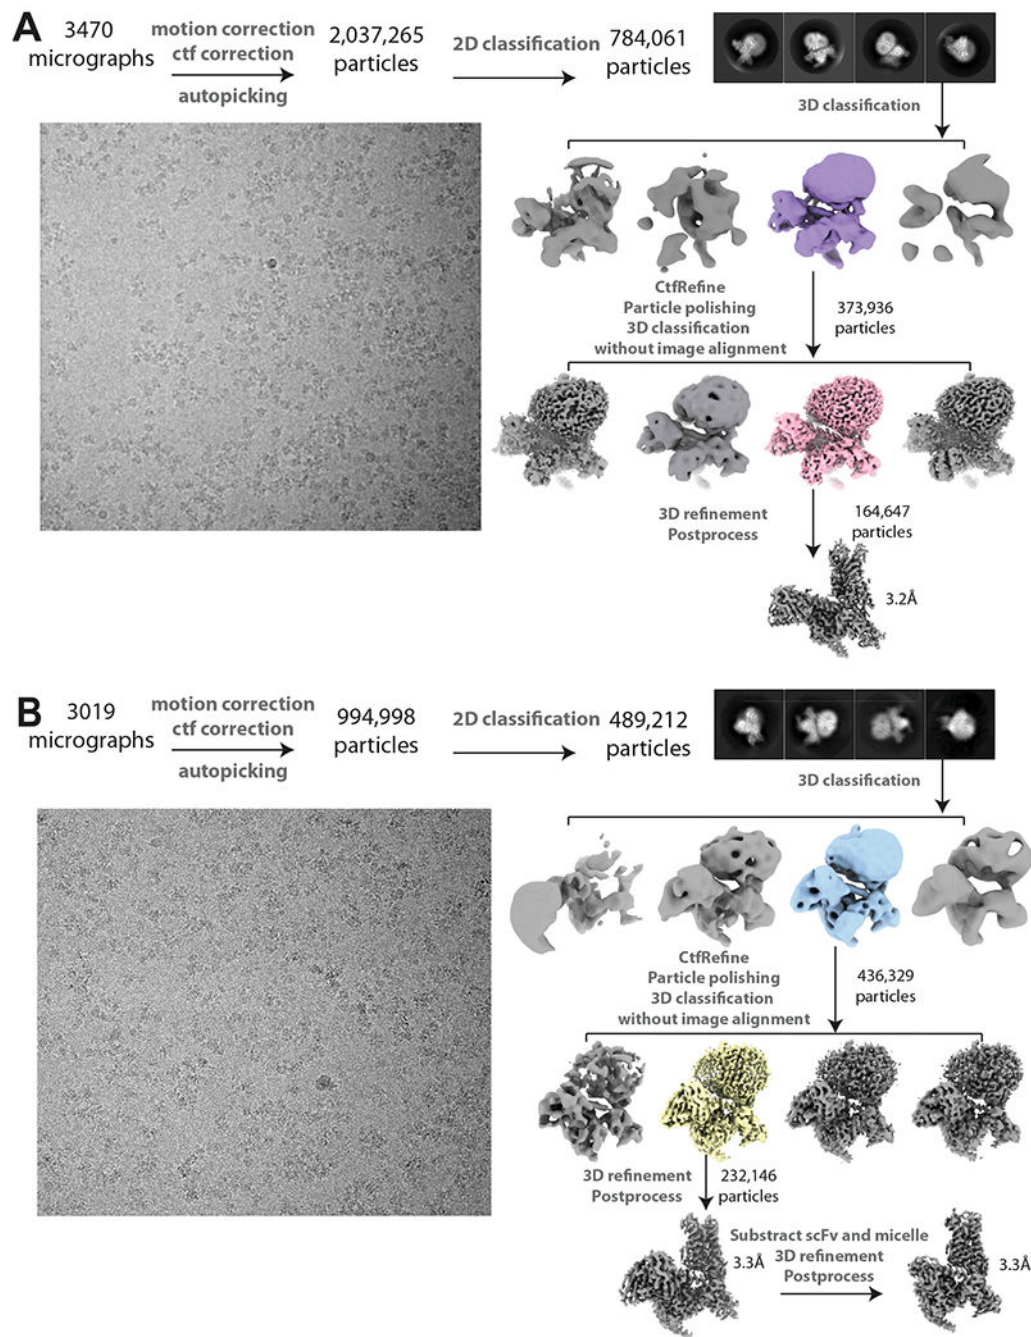 A
3470
micrographs
motion correction
ctf correction
autopicking
2,037,265
particles
2D classification
784,061
particles
3D classification
CtfRefine
Particle polishing
3D classification
without image alignment
373,936
particles
3D refinement
Postprocess
164,647
particles
3.2Å
B
3019
micrographs
motion correction
ctf correction
autopicking
994,998
particles
2D classification
489,212
particles
3D classification
CtfRefine
Particle polishing
3D classification
without image alignment
436,329
particles
3D refinement
Postprocess
232,146
particles
3.3Å
Substract scFv and micelle
3D refinement
Postprocess
3.3Å